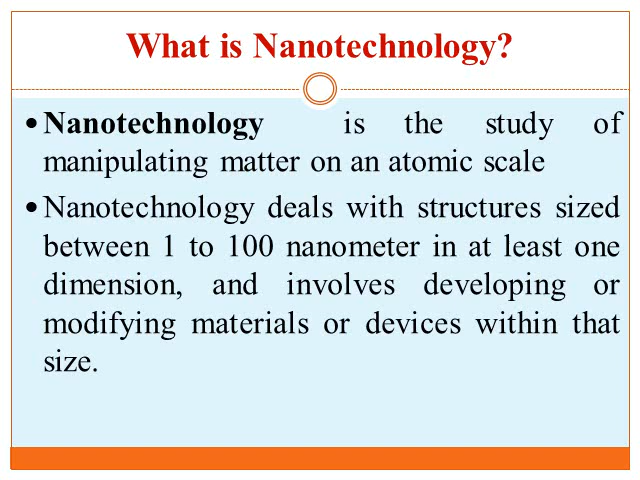 What is Nanotechnology?
• Nanotechnology is the study of
manipulating matter on an atomic scale
• Nanotechnology deals with structures sized
between 1 to 100 nanometer in at least one
dimension, and involves developing or
modifying materials or devices within that
size.